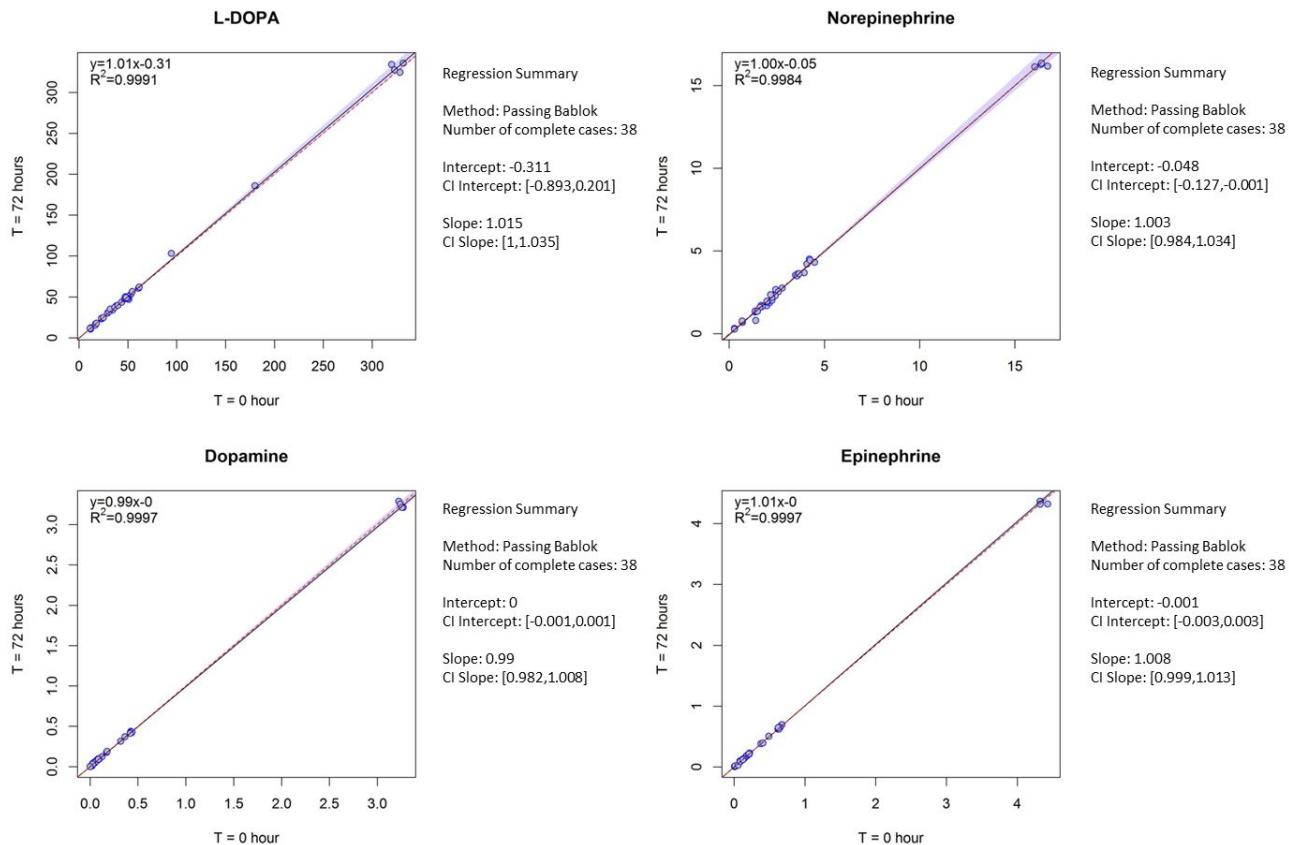 L-DOPA
y=1.01x-0.31
R²=0.9991
T = 72 hours
300
250
200
150
100
50
0
0 50 100 150 200 250 300
T = 0 hour
Regression Summary
Method: Passing Bablok
Number of complete cases: 38
Intercept: -0.311
CI Intercept: [-0.893,0.201]
Slope: 1.015
CI Slope: [1,1.035]
Norepinephrine
y=1.00x-0.05
R²=0.9984
T = 72 hours
15
10
5
0
0 5 10 15
T = 0 hour
Regression Summary
Method: Passing Bablok
Number of complete cases: 38
Intercept: -0.048
CI Intercept: [-0.127,-0.001]
Slope: 1.003
CI Slope: [0.984,1.034]
Dopamine
y=0.99x-0
R²=0.9997
T = 72 hours
3.0
2.5
2.0
1.5
1.0
0.5
0.0
0.0 0.5 1.0 1.5 2.0 2.5 3.0
T = 0 hour
Regression Summary
Method: Passing Bablok
Number of complete cases: 38
Intercept: 0
CI Intercept: [-0.001,0.001]
Slope: 0.99
CI Slope: [0.982,1.008]
Epinephrine
y=1.01x-0
R²=0.9997
T = 72 hours
4
3
2
1
0
0 1 2 3 4
T = 0 hour
Regression Summary
Method: Passing Bablok
Number of complete cases: 38
Intercept: -0.001
CI Intercept: [-0.003,0.003]
Slope: 1.008
CI Slope: [0.999,1.013]